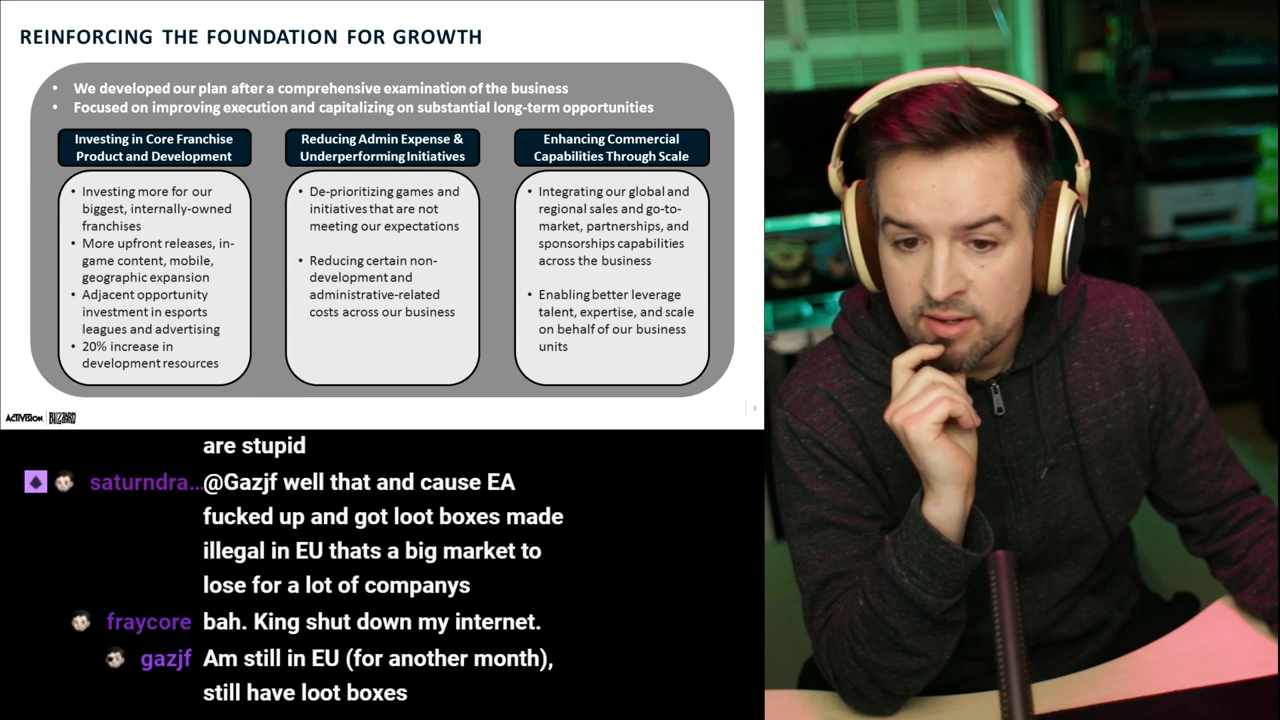 REINFORCING THE FOUNDATION FOR GROWTH
• We developed our plan after a comprehensive examination of the business
• Focused on improving execution and capitalizing on substantial long-term opportunities
Investing in Core Franchise
Product and Development
• Investing more for our
biggest, internally-owned
franchises
• More upfront releases, in-
game content, mobile,
geographic expansion
• Adjacent opportunity
investment in esports
leagues and advertising
• 20% increase in
development resources
Reducing Admin Expense &
Underperforming Initiatives
• De-prioritizing games and
initiatives that are not
meeting our expectations
• Reducing certain non-
development and
administrative-related
costs across our business
Enhancing Commercial
Capabilities Through Scale
• Integrating our global and
regional sales and go-to-
market, partnerships, and
sponsorships capabilities
across the business
• Enabling better leverage
talent, expertise, and scale
on behalf of our business
units
ACTIVISION BLIZZARD
8
are stupid
saturndra... @Gazjf well that and cause EA
fucked up and got loot boxes made
illegal in EU thats a big market to
lose for a lot of companys
fraycore bah. King shut down my internet.
gazjf Am still in EU (for another month),
still have loot boxes